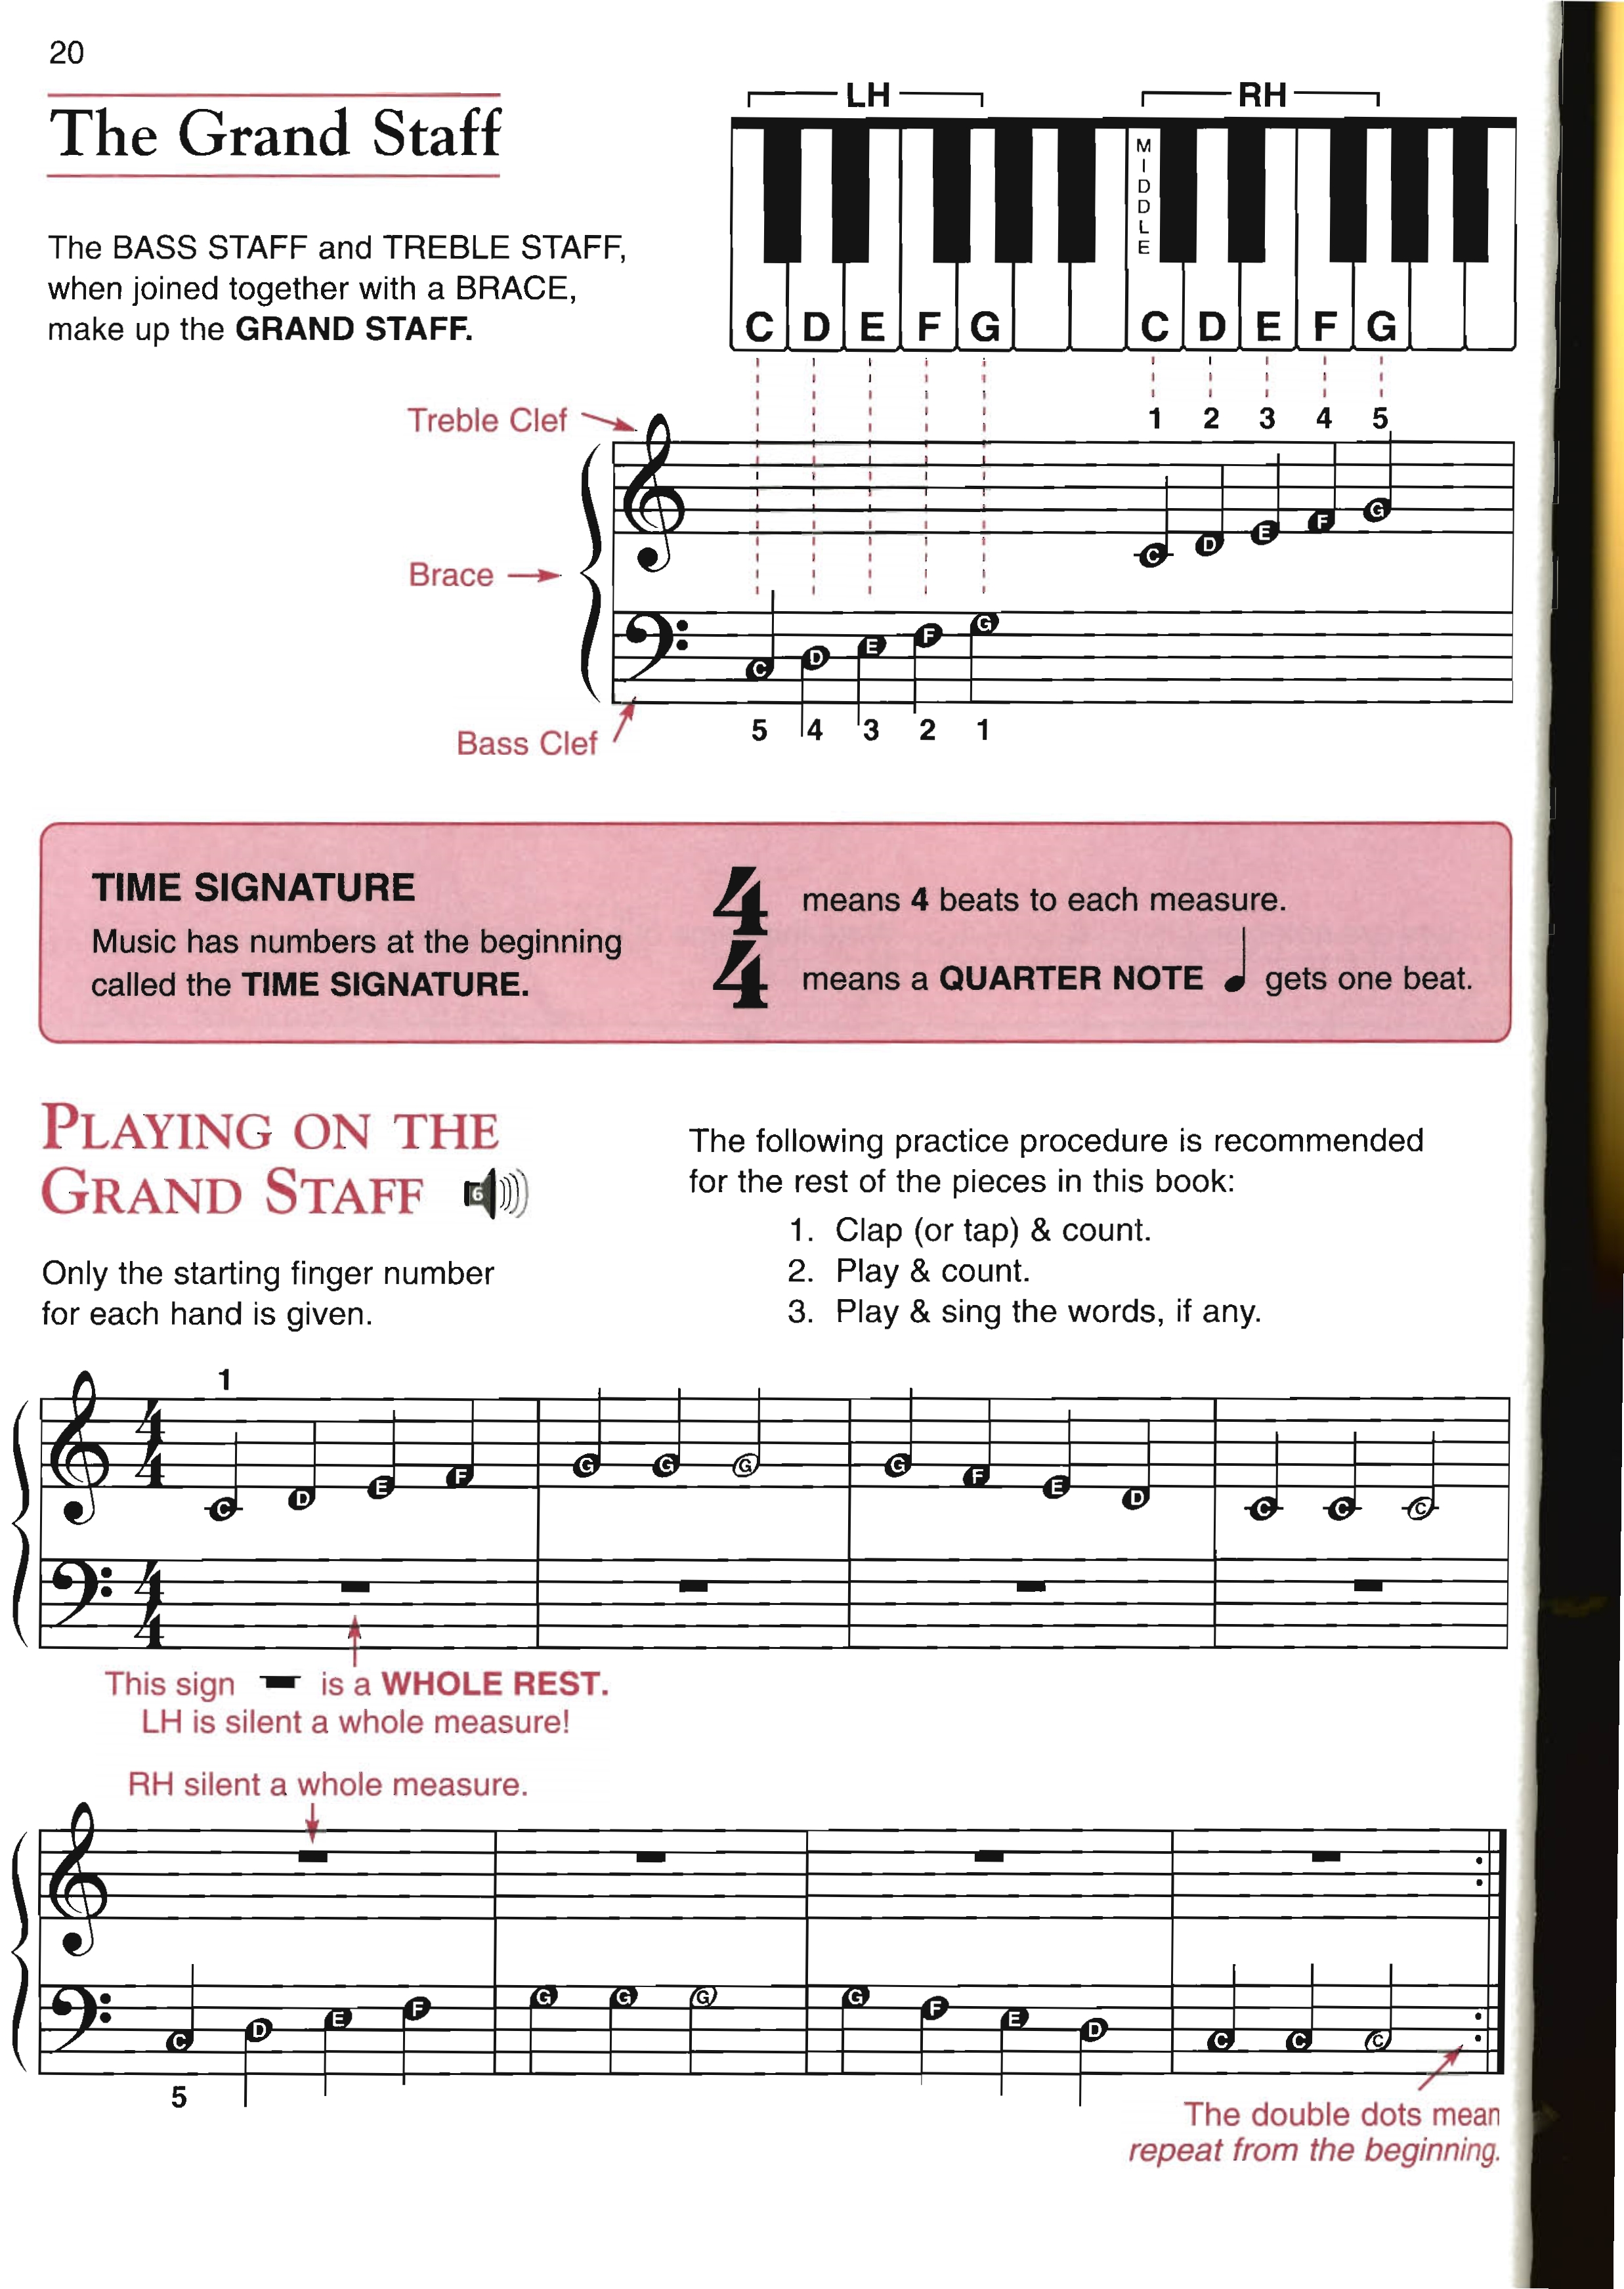 20
The Grand Staff
The BASS STAFF and TREBLE STAFF,
when joined together with a BRACE,
make up the GRAND STAFF.
LH RH
MIDDLE
C D E F G C D E F G
Treble Clef
1 2 3 4 5
C D E F G
Brace
C D E F G
5 4 3 2 1
Bass Clef
TIME SIGNATURE
Music has numbers at the beginning
called the TIME SIGNATURE.
4 means 4 beats to each measure.
4 means a QUARTER NOTE gets one beat.
PLAYING ON THE
GRAND STAFF 6
Only the starting finger number
for each hand is given.
The following practice procedure is recommended
for the rest of the pieces in this book:
1. Clap (or tap) & count.
2. Play & count.
3. Play & sing the words, if any.
1
4 4
C D E F G G G G F E D C C C
4 4
This sign is a WHOLE REST.
LH is silent a whole measure!
RH silent a whole measure.
C D E F G G G G F E D C C C
5
The double dots mean
repeat from the beginning.